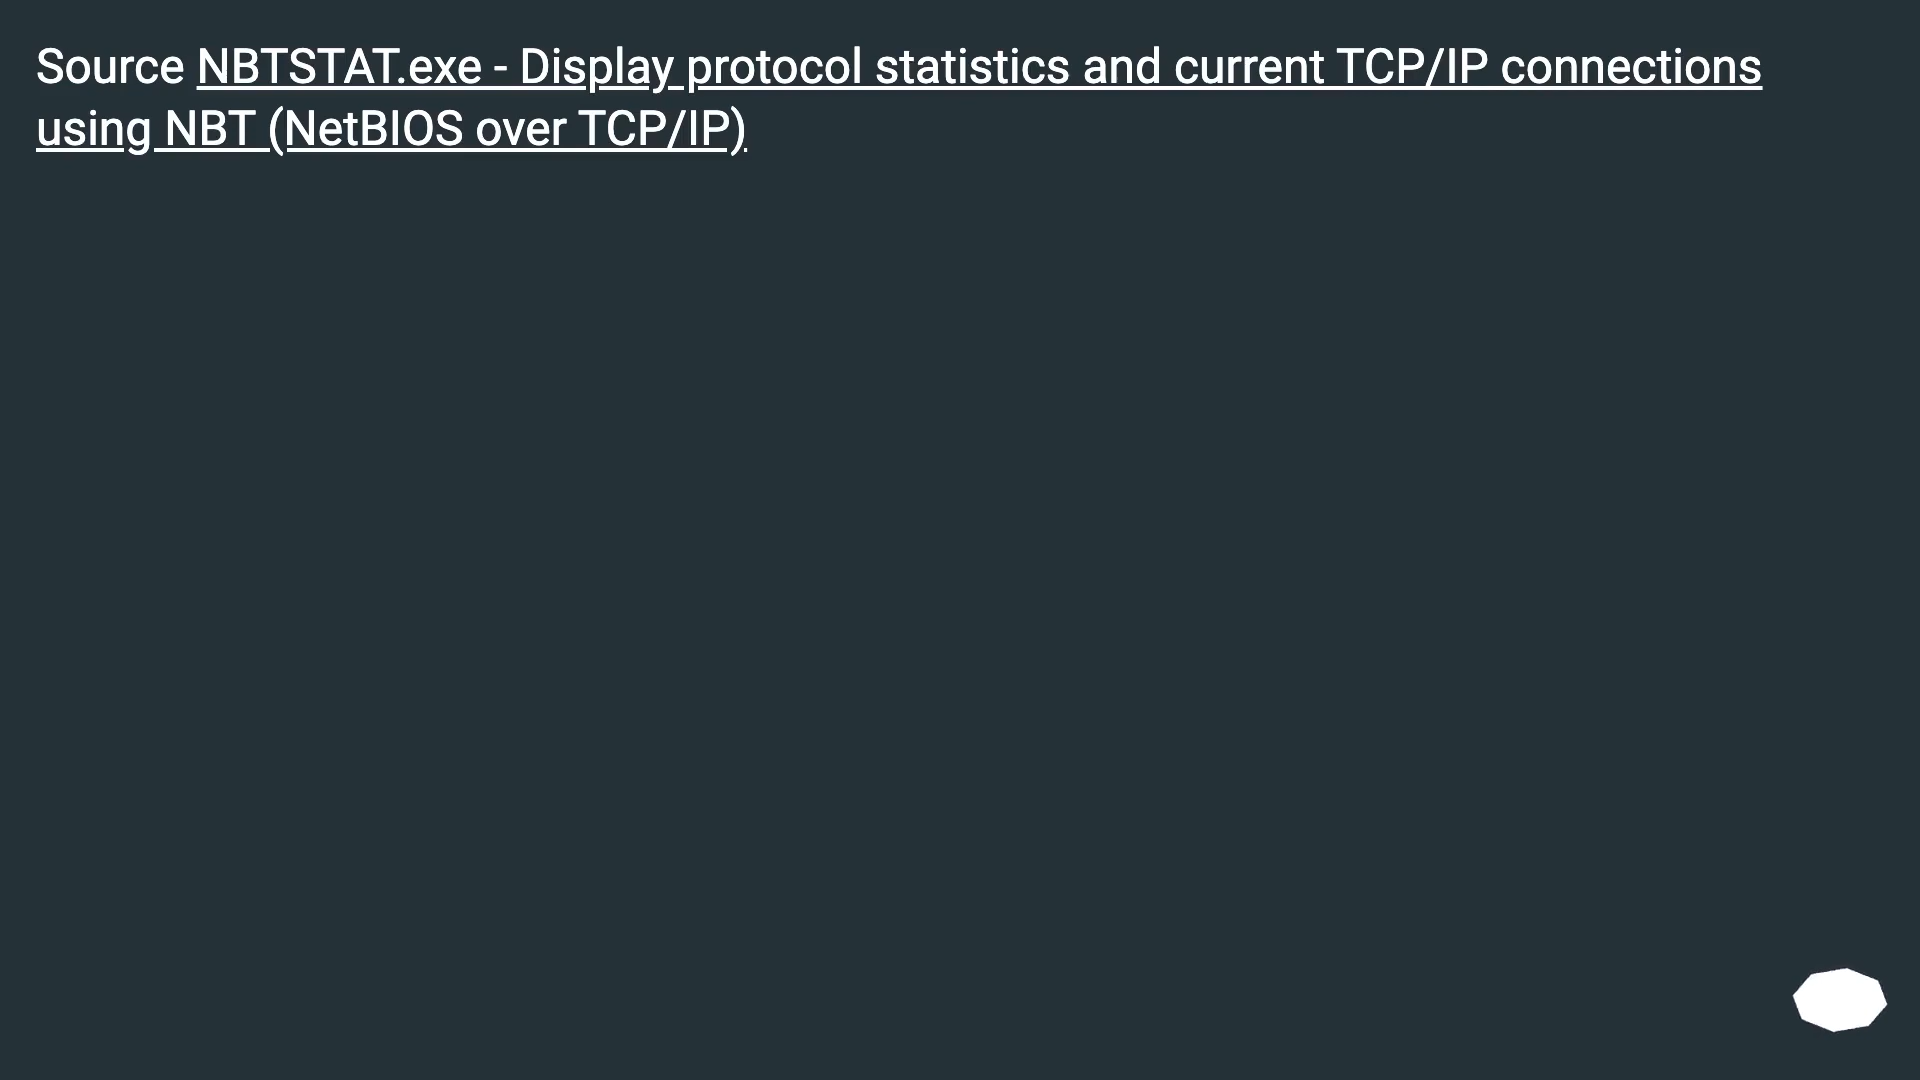 Source NBTSTAT.exe - Display protocol statistics and current TCP/IP connections
using NBT (NetBIOS over TCP/IP)